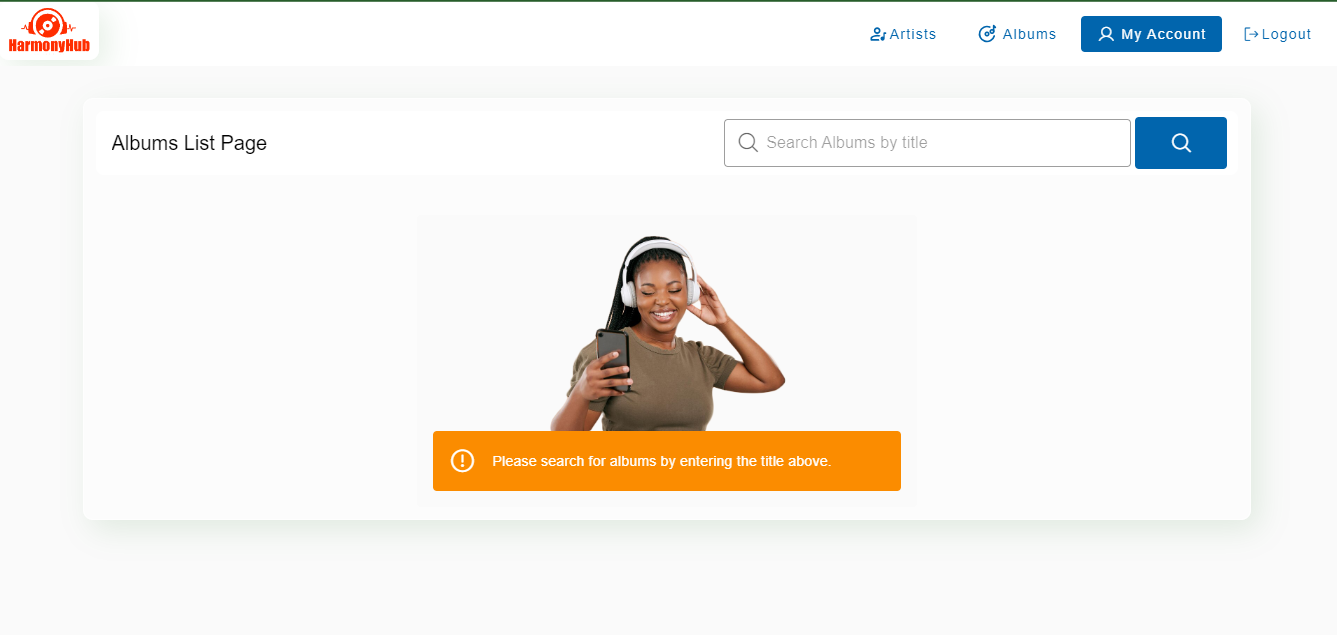 HarmonyHub
Artists
Albums
My Account
Logout
Albums List Page
Search Albums by title
Please search for albums by entering the title above.